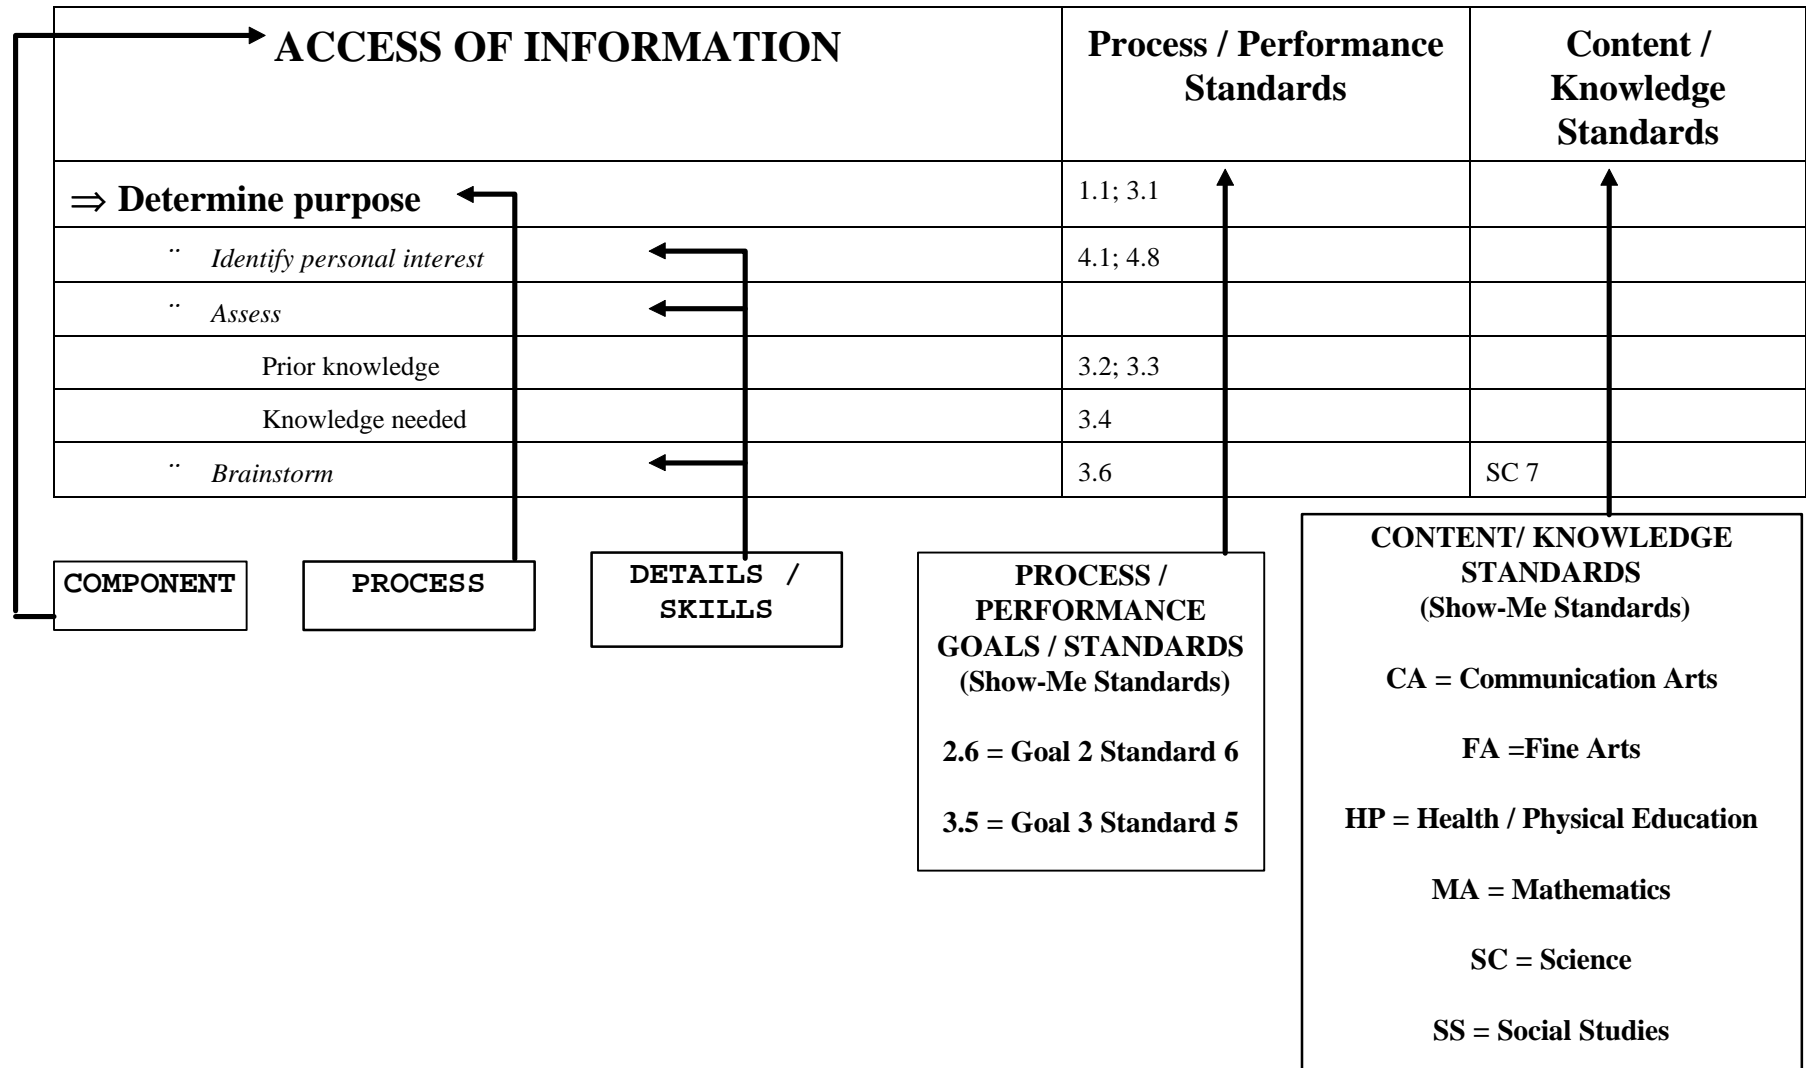 ACCESS OF INFORMATION
Process / Performance
Standards
Content /
Knowledge
Standards
⇒ Determine purpose
1.1; 3.1
¨ Identify personal interest
4.1; 4.8
¨ Assess
Prior knowledge
3.2; 3.3
Knowledge needed
3.4
¨ Brainstorm
3.6
SC 7
COMPONENT
PROCESS
DETAILS /
SKILLS
PROCESS /
PERFORMANCE
GOALS / STANDARDS
(Show-Me Standards)
2.6 = Goal 2 Standard 6
3.5 = Goal 3 Standard 5
CONTENT/ KNOWLEDGE
STANDARDS
(Show-Me Standards)
CA = Communication Arts
FA =Fine Arts
HP = Health / Physical Education
MA = Mathematics
SC = Science
SS = Social Studies